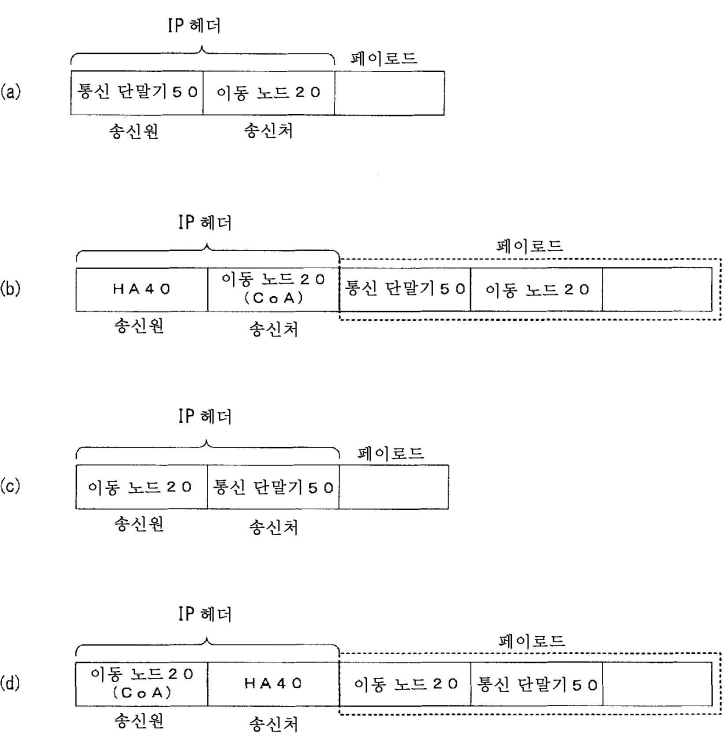 IP 헤더
페이로드
(a)
통신 단말기 5 0 이동 노드 2 0
송신원 송신처
IP 헤더
페이로드
(b)
H A 4 0 이동 노드 2 0 통신 단말기 5 0 이동 노드 2 0
(C o A)
송신원 송신처
IP 헤더
페이로드
(c)
이동 노드 2 0 통신 단말기 5 0
송신원 송신처
IP 헤더
페이로드
(d)
이동 노드 2 0 H A 4 0 이동 노드 2 0 통신 단말기 5 0
(C o A)
송신원 송신처